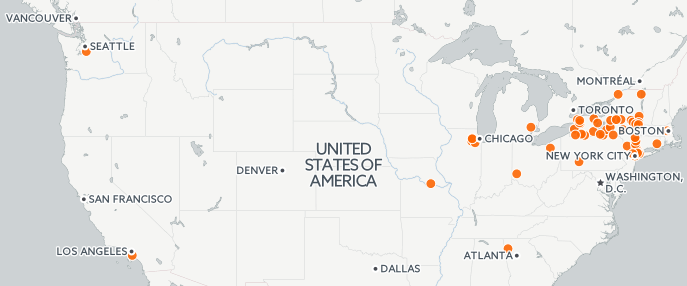 VANCOUVER
SEATTLE
MONTRÉAL
TORONTO
BOSTON
CHICAGO
NEW YORK CITY
UNITED
STATES OF
AMERICA
DENVER
WASHINGTON,
D.C.
SAN FRANCISCO
LOS ANGELES
ATLANTA
DALLAS